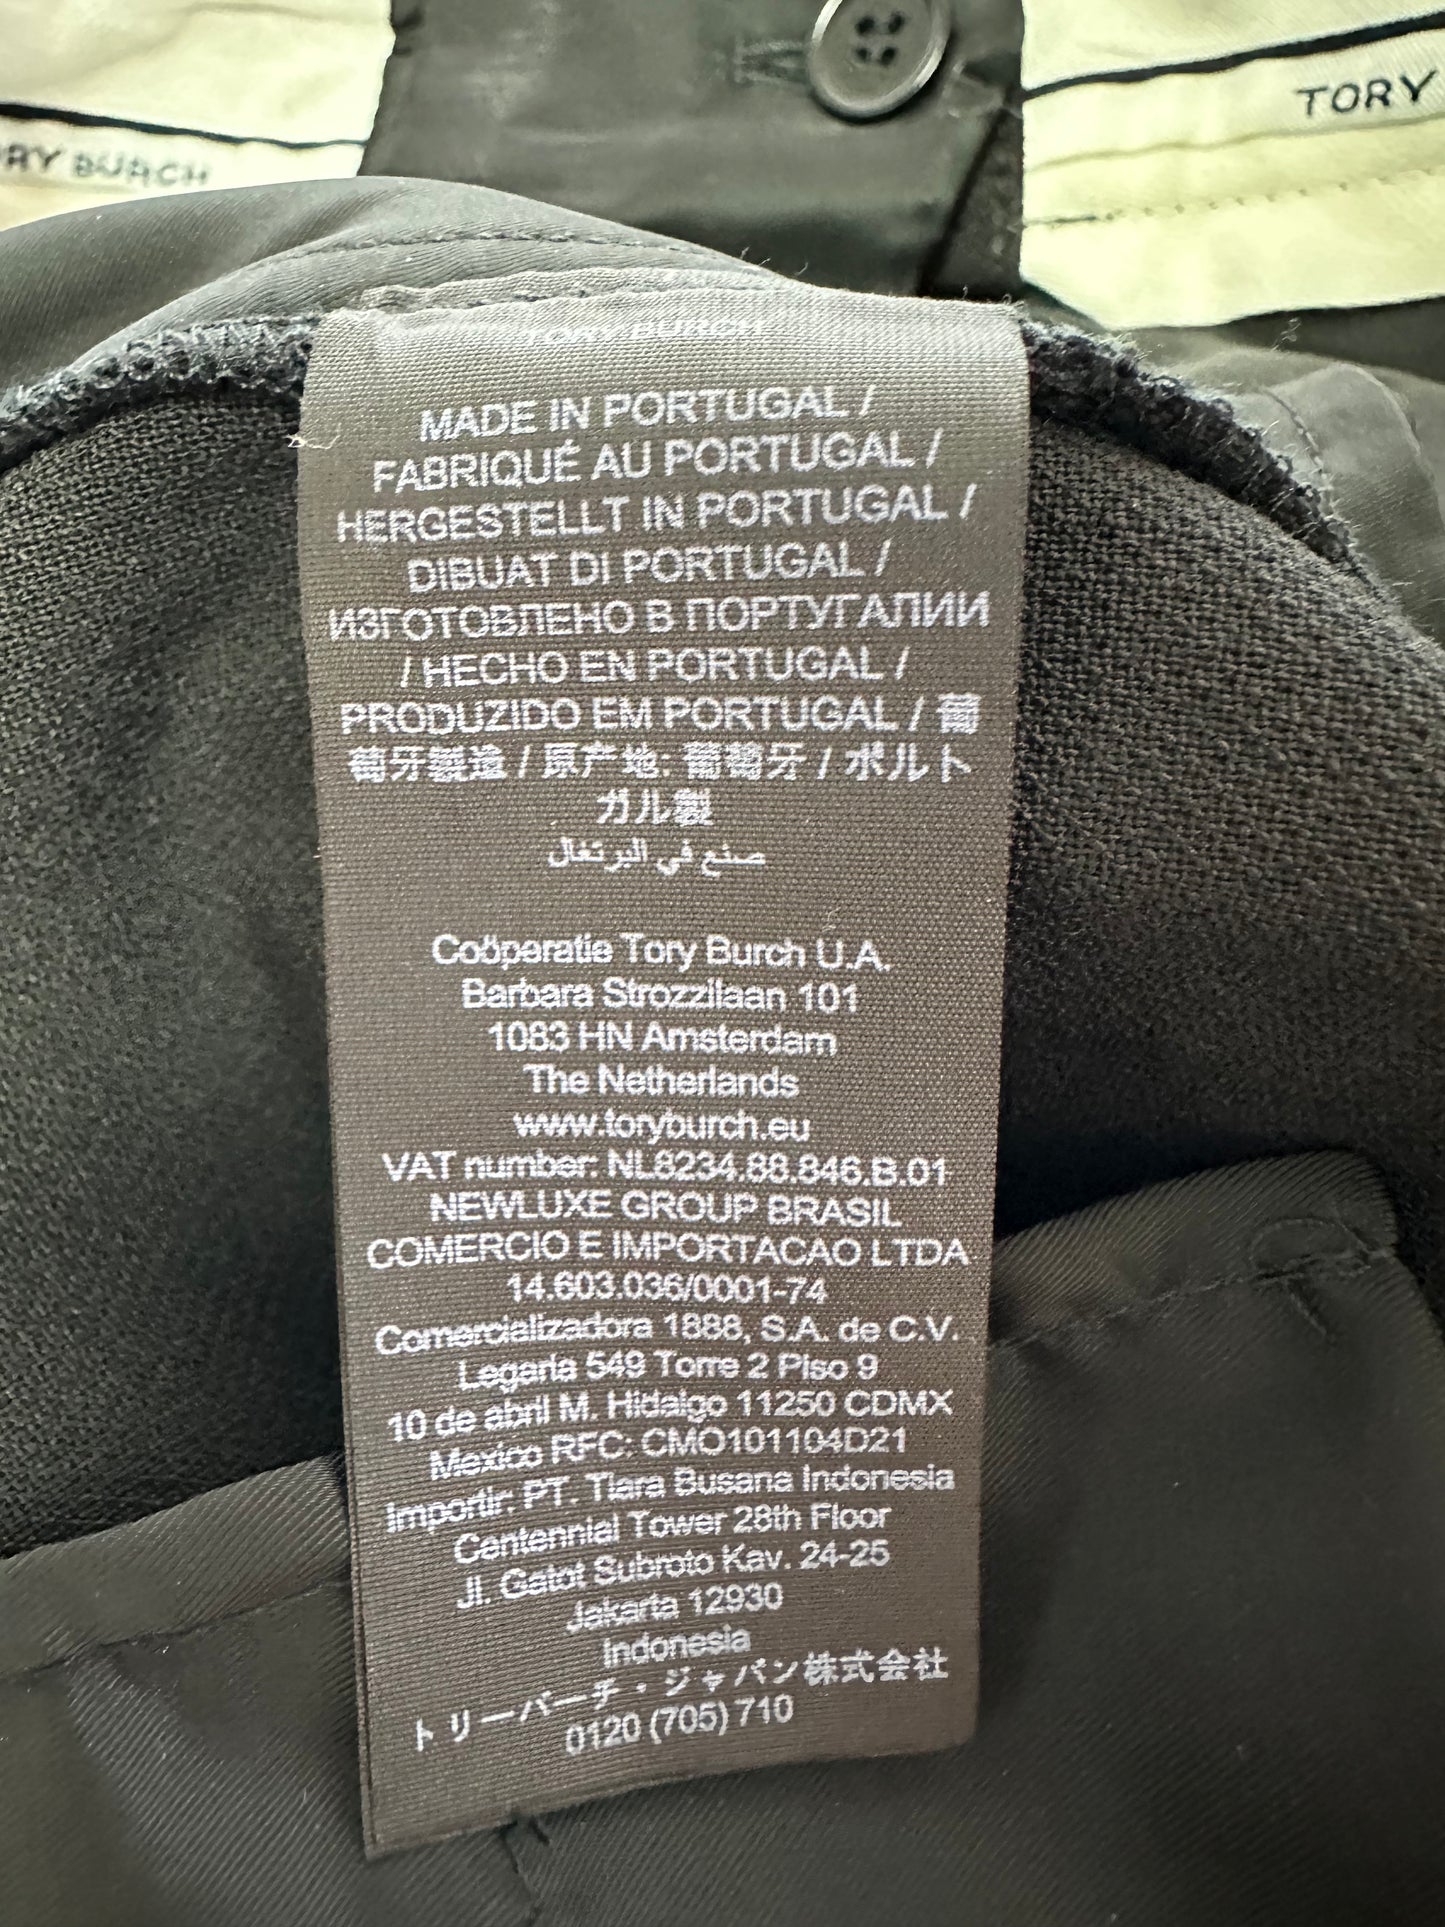 TORY
RY BURCH
TORY BURCH
MADE IN PORTUGAL /
FABRIQUÉ AU PORTUGAL /
HERGESTELLT IN PORTUGAL /
DIBUAT DI PORTUGAL /
ИЗГОТОВЛЕНО В ПОРТУГАЛИИ
/ HECHO EN PORTUGAL /
PRODUZIDO EM PORTUGAL / 葡
萄牙製造 / 原产地: 葡萄牙 / ポルト
ガル製
صنع في البرتغال
Coöperatie Tory Burch U.A.
Barbara Strozzilaan 101
1083 HN Amsterdam
The Netherlands
www.toryburch.eu
VAT number: NL8234.88.846.B.01
NEWLUXE GROUP BRASIL
COMERCIO E IMPORTACAO LTDA
14.603.036/0001-74
Comercializadora 1888, S.A. de C.V.
Legaria 549 Torre 2 Piso 9
10 de abril M. Hidalgo 11250 CDMX
Mexico RFC: CMO101104D21
Importir: PT. Tiara Busana Indonesia
Centennial Tower 28th Floor
Jl. Gatot Subroto Kav. 24-25
Jakarta 12930
Indonesia
トリーバーチ・ジャパン株式会社
0120 (705) 710